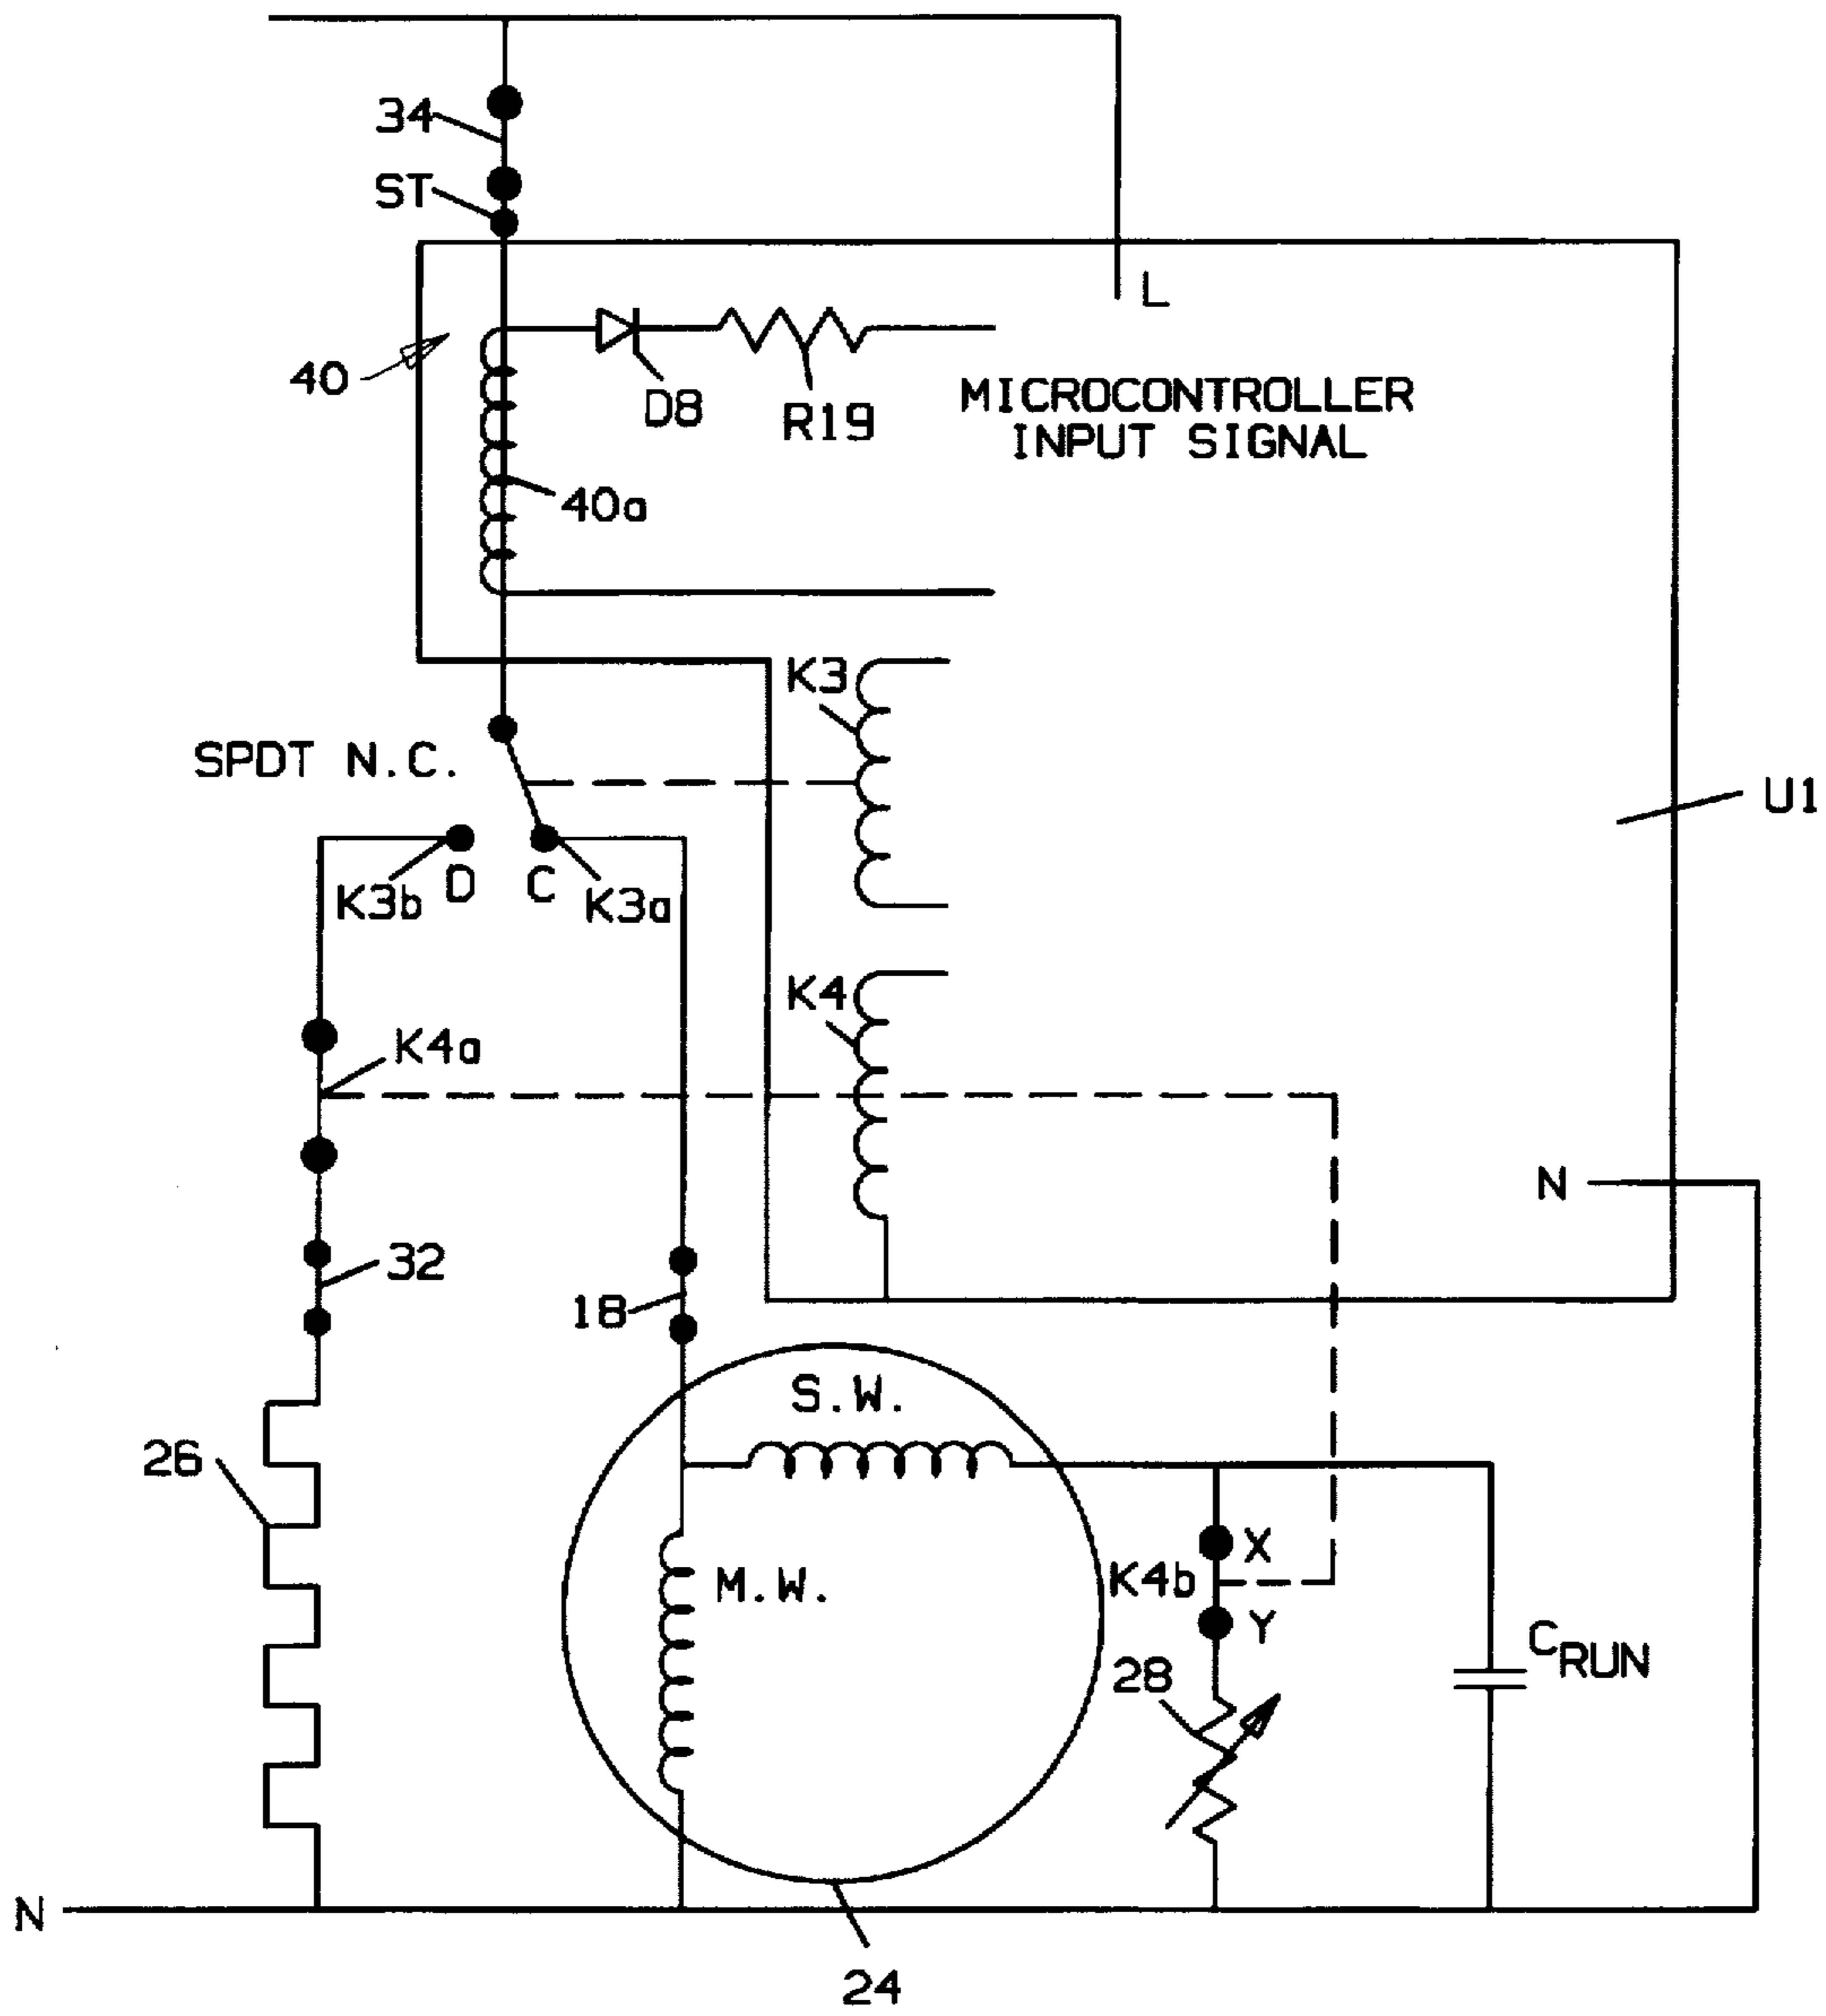 34
ST
L
40
D8
R19
MICROCONTROLLER
INPUT SIGNAL
40a
K3
SPDT N.C.
U1
K3b
O
C
K3a
K4
K4a
N
32
18
S.W.
26
M.W.
X
K4b
Y
28
CRUN
N
24